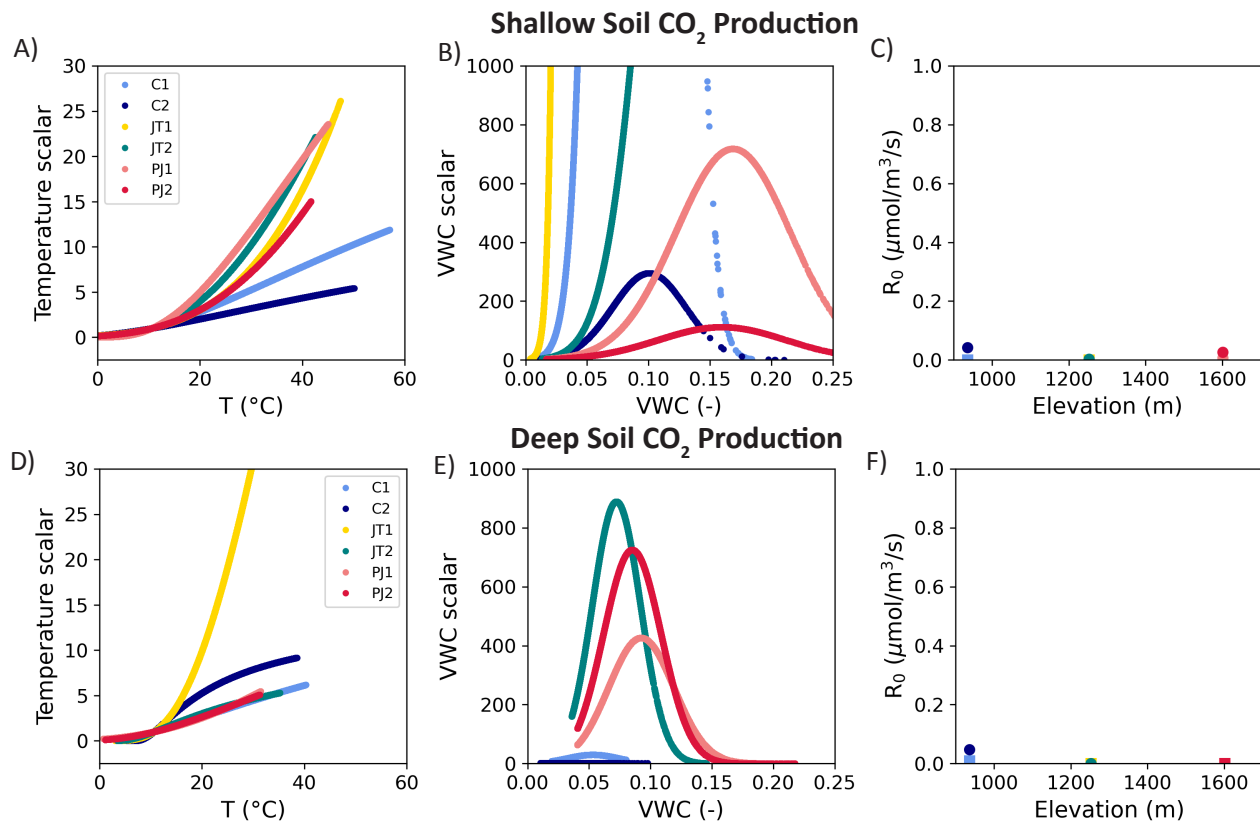 Shallow Soil CO2 Production
A)
B)
C)
30
25
20
15
10
5
0
Temperature scalar
C1
C2
JT1
JT2
PJ1
PJ2
0
20
40
60
T (°C)
1000
800
600
400
200
0
VWC scalar
0.00
0.05
0.10
0.15
0.20
0.25
VWC (-)
1.0
0.8
0.6
0.4
0.2
0.0
R0 (μmol/m3/s)
1000
1200
1400
1600
Elevation (m)
Deep Soil CO2 Production
D)
E)
F)
30
25
20
15
10
5
0
Temperature scalar
C1
C2
JT1
JT2
PJ1
PJ2
0
20
40
60
T (°C)
1000
800
600
400
200
0
VWC scalar
0.00
0.05
0.10
0.15
0.20
0.25
VWC (-)
1.0
0.8
0.6
0.4
0.2
0.0
R0 (μmol/m3/s)
1000
1200
1400
1600
Elevation (m)